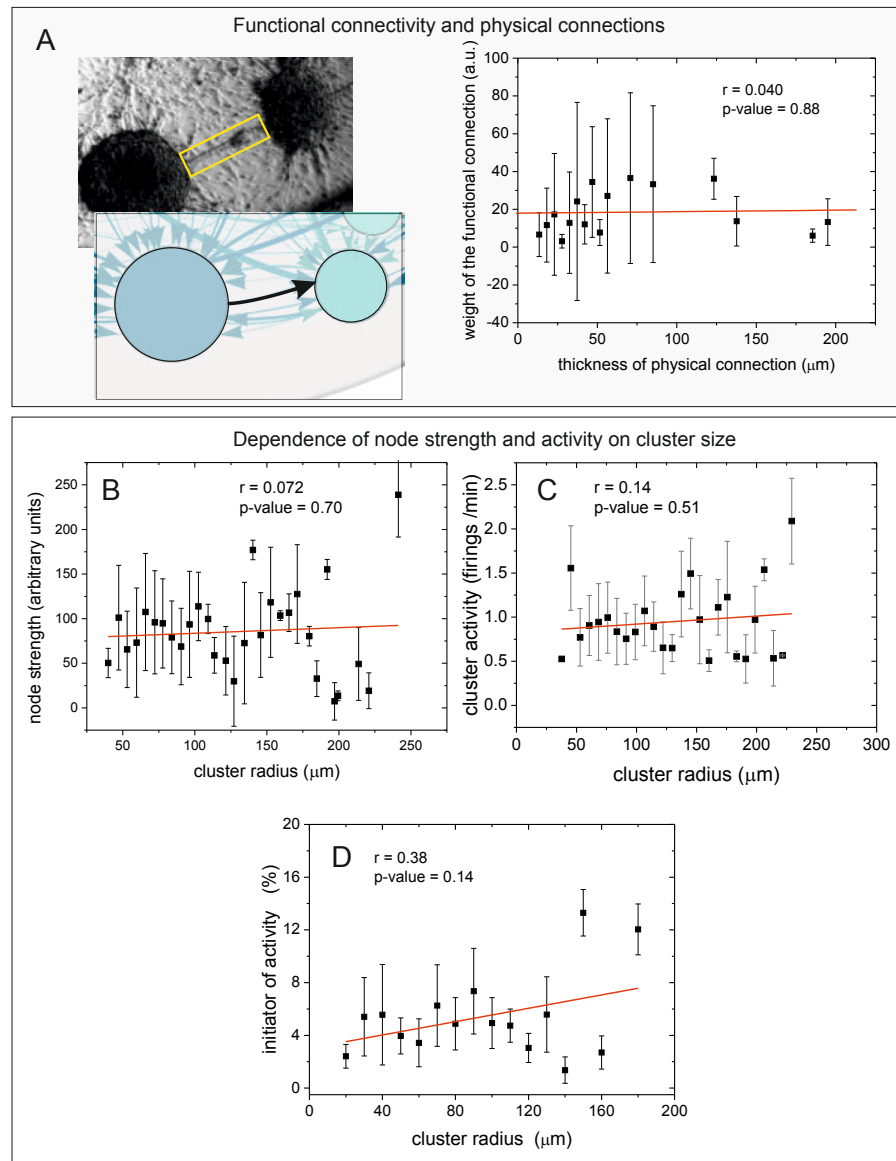 Functional connectivity and physical connections
A
100
80
60
40
20
0
-20
-40
weight of the functional connection (a.u.)
r = 0.040
p-value = 0.88
0
50
100
150
200
thickness of physical connection (μm)
Dependence of node strength and activity on cluster size
B
250
200
150
100
50
0
node strength (arbitrary units)
r = 0.072
p-value = 0.70
50
100
150
200
250
cluster radius (μm)
C
2.5
2.0
1.5
1.0
0.5
0.0
cluster activity (firings /min)
r = 0.14
p-value = 0.51
0
50
100
150
200
250
300
cluster radius (μm)
D
20
16
12
8
4
0
initiator of activity (%)
r = 0.38
p-value = 0.14
0
40
80
120
160
200
cluster radius (μm)